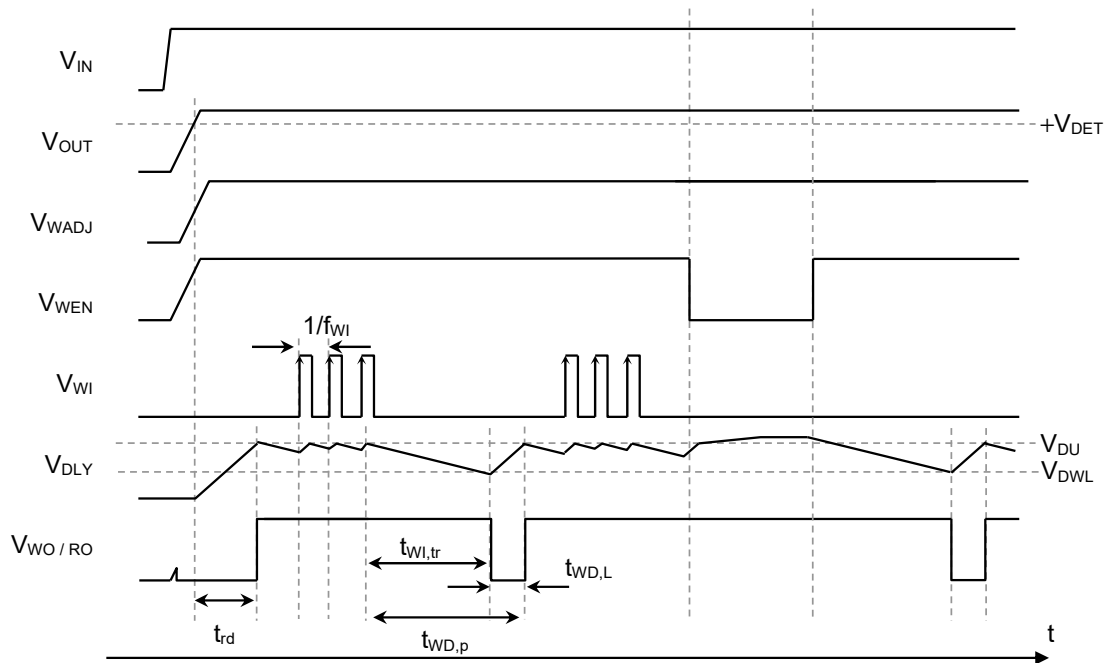 V_IN
V_OUT
+V_DET
V_WADJ
V_WEN
1/f_WI
V_WI
V_DLY
V_DU
V_DWL
V_WO / RO
t_WI,tr
t_WD,L
t_rd
t_WD,p
t